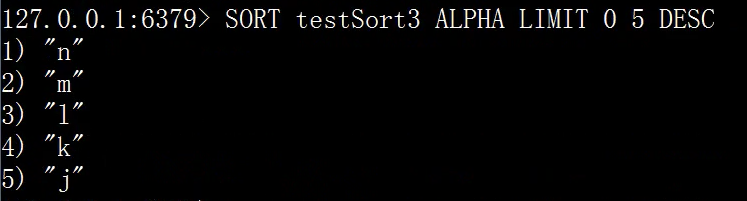 127.0.0.1:6379> SORT testSort3 ALPHA LIMIT 0 5 DESC
1) "n"
2) "m"
3) "l"
4) "k"
5) "j"